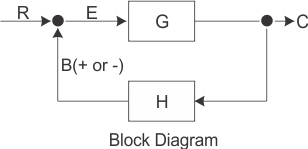 R E G C
B(+ or -)
H
Block Diagram